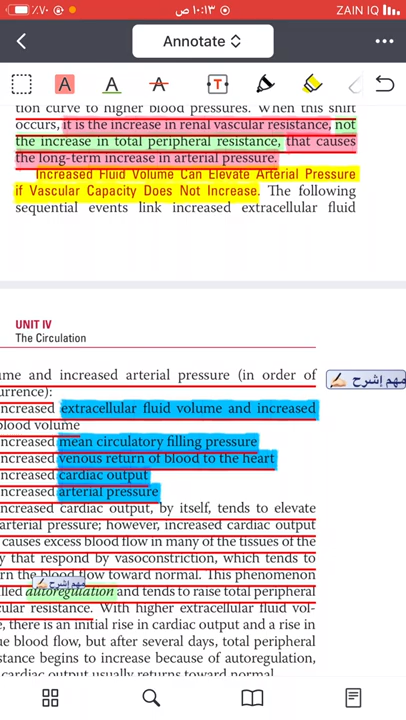 ٪٧٠ ١٠:١٣ ص ZAIN IQ
Annotate
A A A T
tion curve to higher blood pressures. When this shift
occurs, it is the increase in renal vascular resistance, not
the increase in total peripheral resistance, that causes
the long-term increase in arterial pressure.
Increased Fluid Volume Can Elevate Arterial Pressure
if Vascular Capacity Does Not Increase. The following
sequential events link increased extracellular fluid
UNIT IV
The Circulation
ume and increased arterial pressure (in order of
urrence):
مهم إشرح
ncreased extracellular fluid volume and increased
blood volume
ncreased mean circulatory filling pressure
ncreased venous return of blood to the heart
ncreased cardiac output
ncreased arterial pressure
ncreased cardiac output, by itself, tends to elevate
arterial pressure; however, increased cardiac output
causes excess blood flow in many of the tissues of the
y that respond by vasoconstriction, which tends to
rn the blood flow toward normal. This phenomenon
مهم إشرح
lled autoregulation and tends to raise total peripheral
cular resistance. With higher extracellular fluid vol-
e, there is an initial rise in cardiac output and a rise in
ue blood flow, but after several days, total peripheral
stance begins to increase because of autoregulation,
cardiac output usually returns toward normal